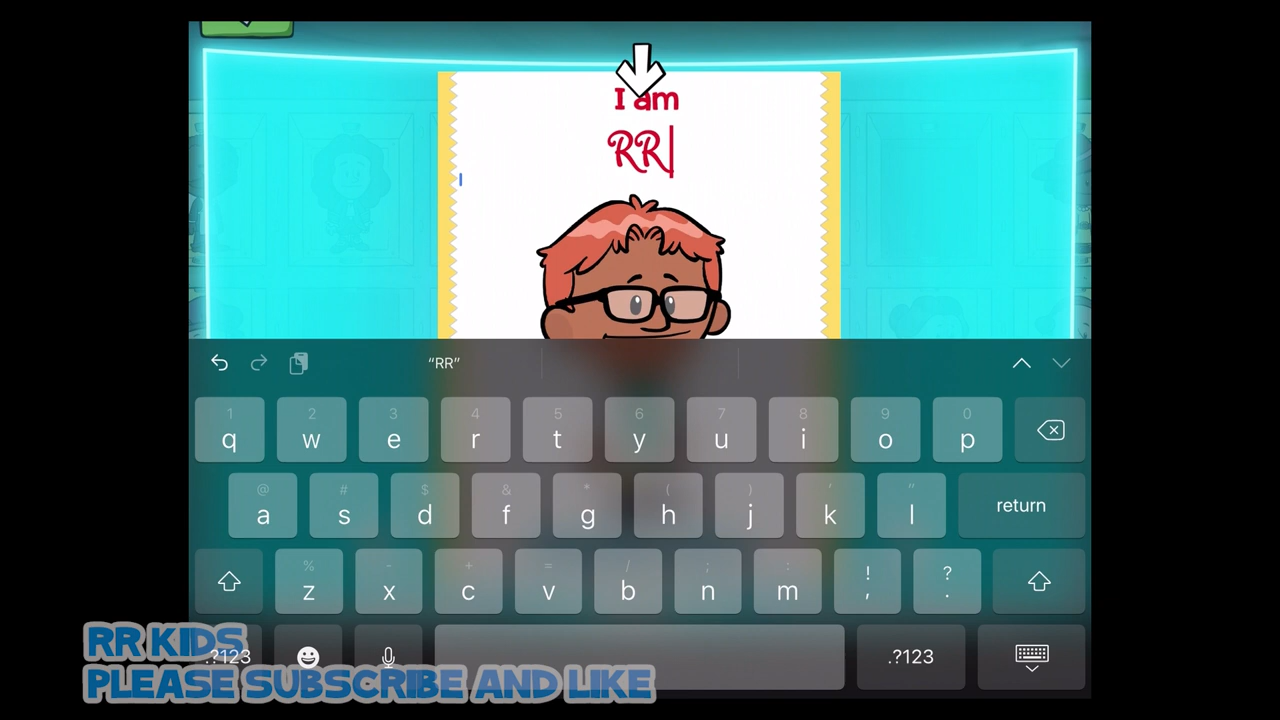 I am
RR
“RR”
1 2 3 4 5 6 7 8 9 0
q w e r t y u i o p
@ # $ & * ( ) ' "
a s d f g h j k l return
% - + = / ; : ! ?
z x c v b n m , .
.?123 .?123
RR KIDS
PLEASE SUBSCRIBE AND LIKE